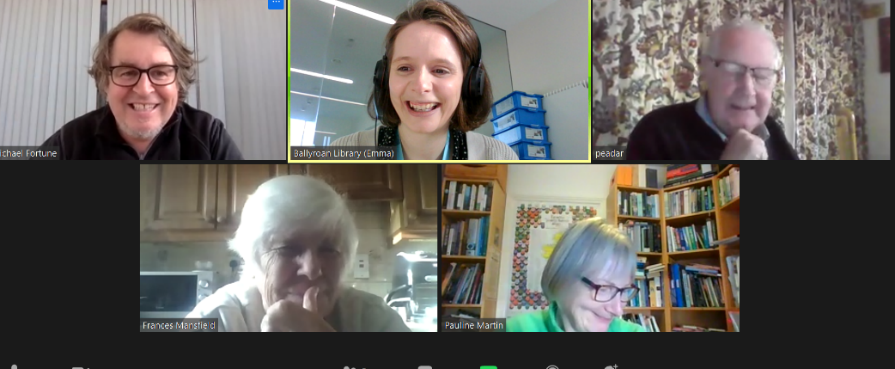 ichael Fortune
Ballyroan Library (Emma)
peadar
Frances Mansfield
Pauline Martin